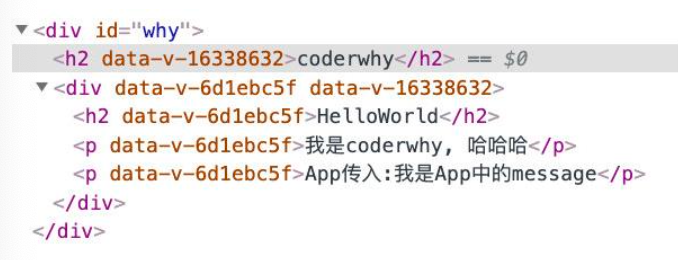 ▼<div id="why">
<h2 data-v-16338632>coderwhy</h2> == $0
▼<div data-v-6d1ebc5f data-v-16338632>
<h2 data-v-6d1ebc5f>HelloWorld</h2>
<p data-v-6d1ebc5f>我是coderwhy, 哈哈哈</p>
<p data-v-6d1ebc5f>App传入:我是App中的message</p>
</div>
</div>